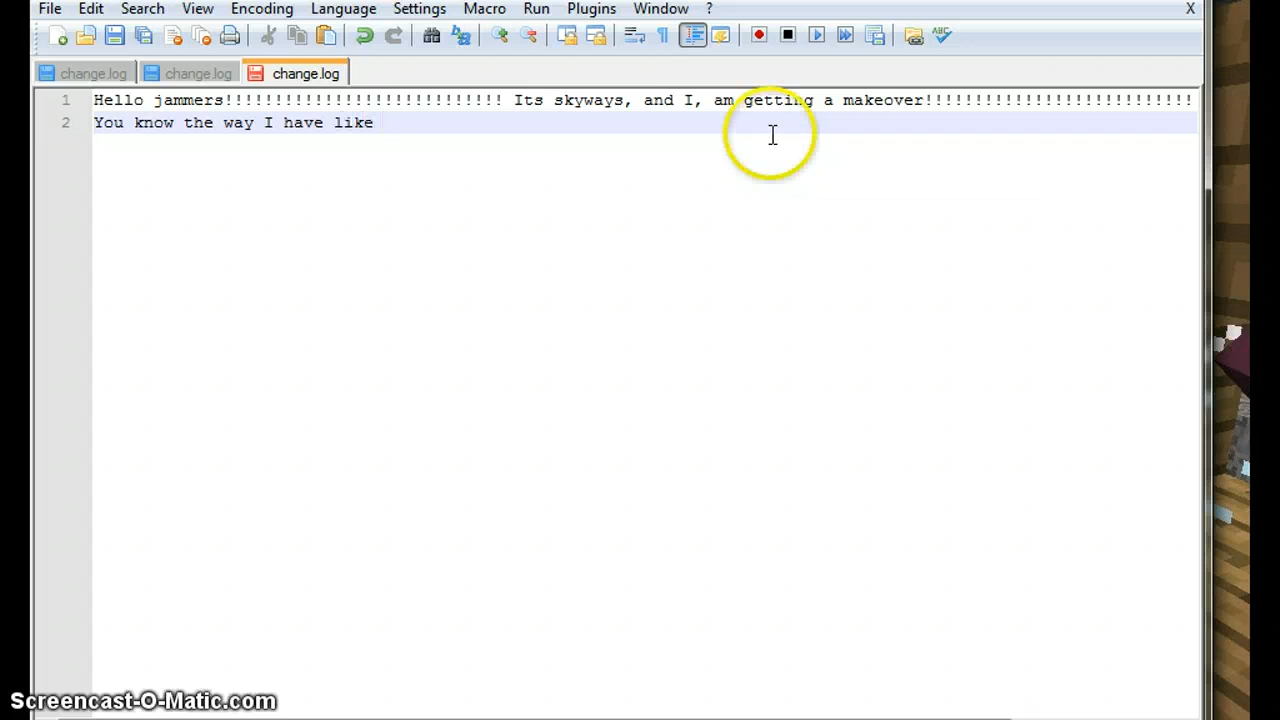 File Edit Search View Encoding Language Settings Macro Run Plugins Window ? X
ABC
change.log change.log change.log
1 Hello jammers!!!!!!!!!!!!!!!!!!!!!!!!!!!! Its skyways, and I, am getting a makeover!!!!!!!!!!!!!!!!!!!!!!!!!!!
2 You know the way I have like
Screencast-O-Matic.com